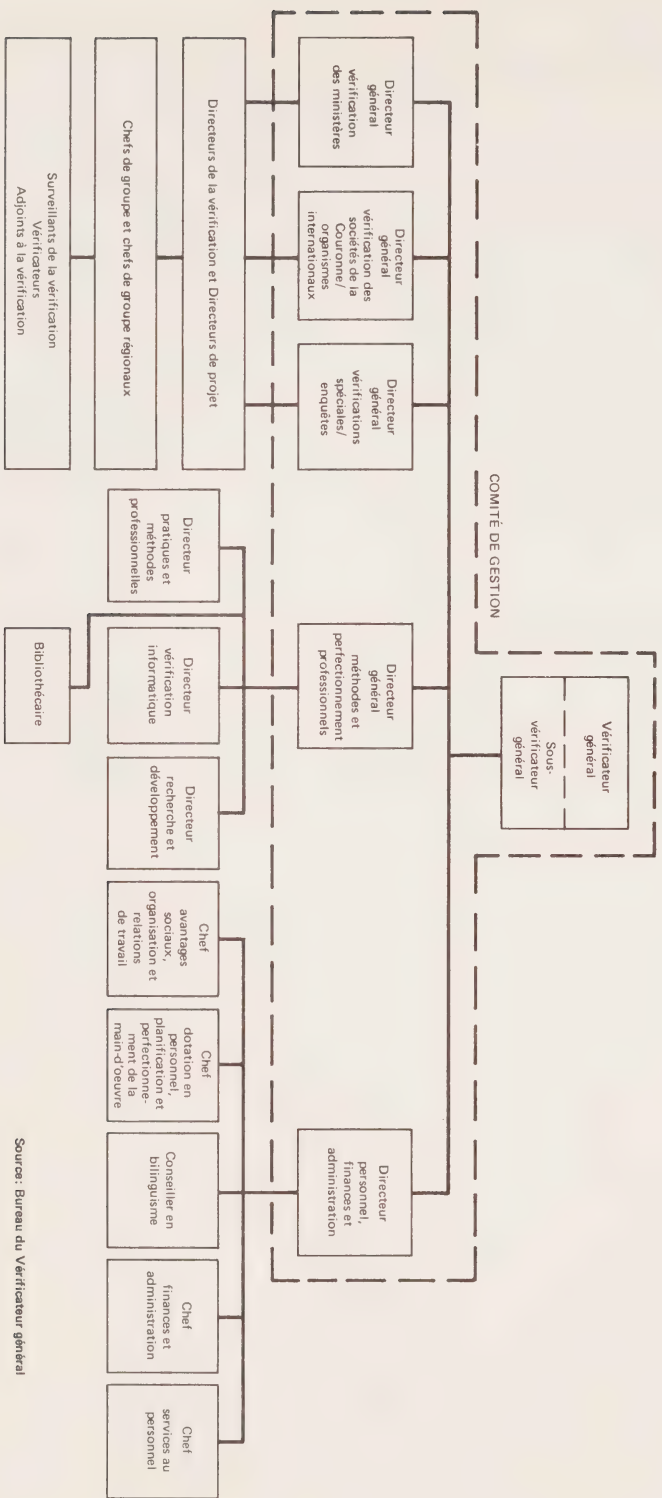 Vérificateur
général
Sous-
vérificateur
général
COMITÉ DE GESTION
Directeur
général
vérification
des ministères
Directeur
général
vérification des
sociétés de la
Couronne/
organismes
internationaux
Directeur
général
vérifications
spéciales/
enquêtes
Directeur
général
méthodes et
perfectionnement
professionnels
Directeur
personnel,
finances et
administration
Directeurs de la vérification et Directeurs de projet
Chefs de groupe et chefs de groupe régionaux
Surveillants de la vérification
Vérificateurs
Adjoints à la vérification
Directeur
pratiques et
méthodes
professionnelles
Directeur
vérification
informatique
Directeur
recherche et
développement
Bibliothécaire
Chef
avantages
sociaux,
organisation et
relations
de travail
Chef
dotation en
personnel,
planification et
perfectionne-
ment de la
main-d'oeuvre
Conseiller en
bilinguisme
Chef
finances et
administration
Chef
services au
personnel
Source: Bureau du Vérificateur général